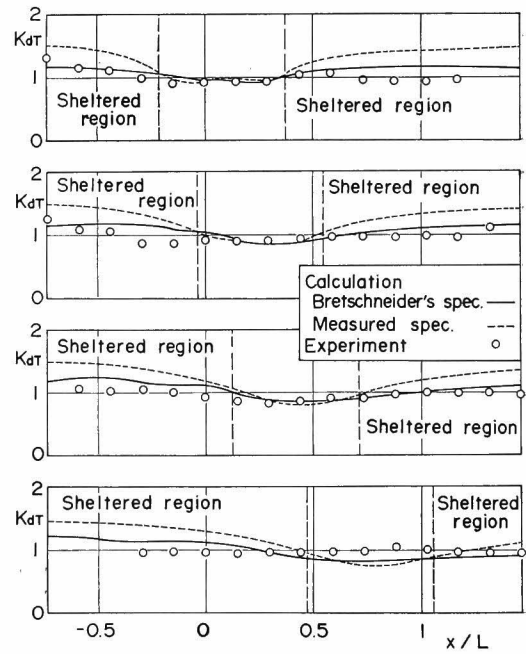 2
KdT
1
0
Sheltered region
Sheltered region
2
KdT
1
0
Sheltered region
Sheltered region
Calculation
Bretschneider's spec.
Measured spec.
Experiment
2
KdT
1
0
Sheltered region
Sheltered region
2
KdT
1
0
Sheltered region
Sheltered region
-0.5 0 0.5 1 x/L